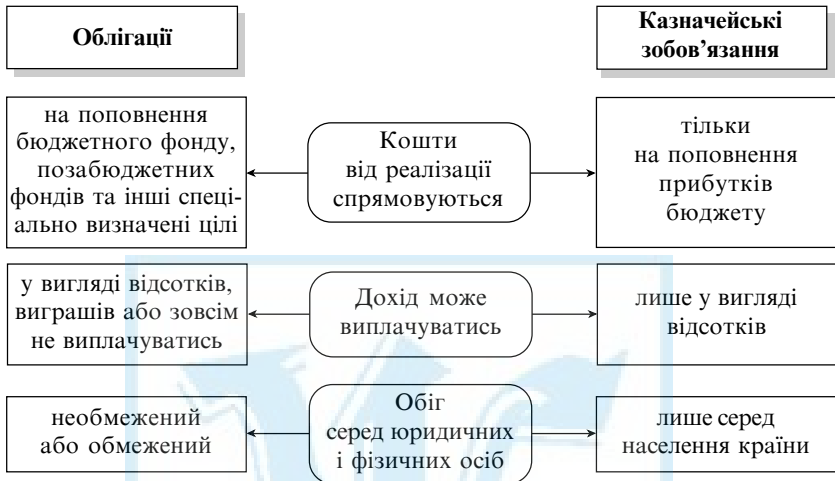 Облігації
Казначейські
зобов’язання
на поповнення
бюджетного фонду,
позабюджетних
фондів та інші спеці-
ально визначені цілі
Кошти
від реалізації
спрямовуються
тільки
на поповнення
прибутків
бюджету
у вигляді відсотків,
виграшів або зовсім
не виплачуватись
Дохід може
виплачуватись
лише у вигляді
відсотків
необмежений
або обмежений
Обіг
серед юридичних
і фізичних осіб
лише серед
населення країни